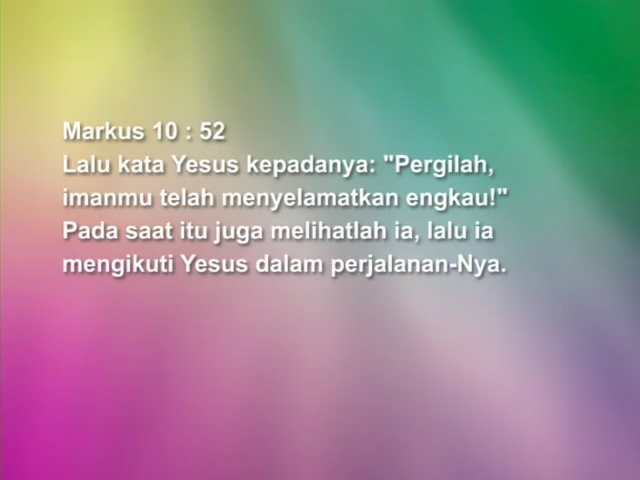 Markus 10 : 52
Lalu kata Yesus kepadanya: "Pergilah,
imanmu telah menyelamatkan engkau!"
Pada saat itu juga melihatlah ia, lalu ia
mengikuti Yesus dalam perjalanan-Nya.